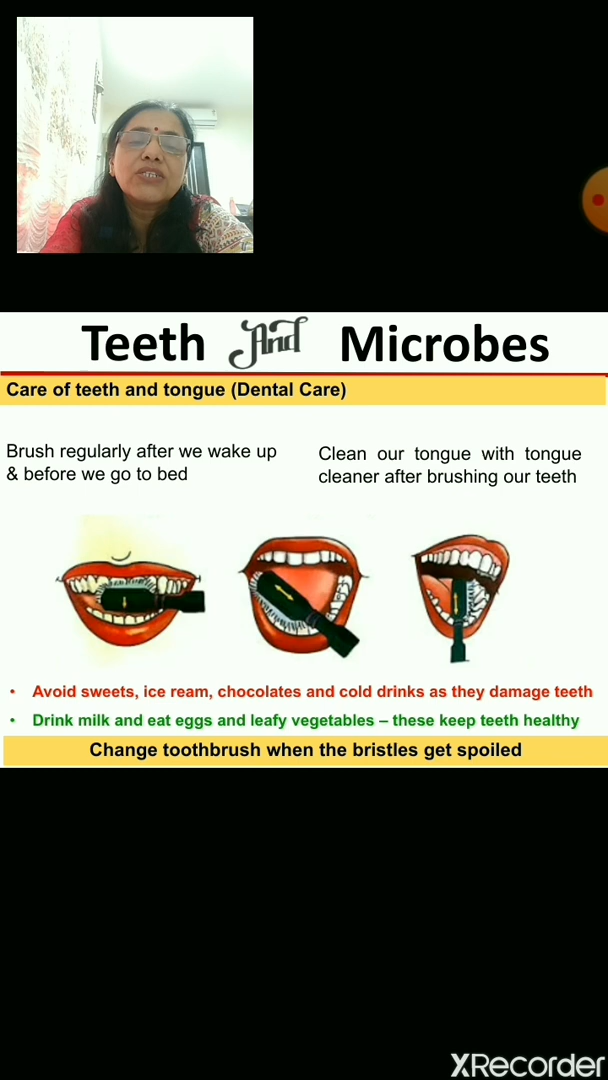 Teeth And Microbes
Care of teeth and tongue (Dental Care)
Brush regularly after we wake up
& before we go to bed
Clean our tongue with tongue
cleaner after brushing our teeth
• Avoid sweets, ice ream, chocolates and cold drinks as they damage teeth
• Drink milk and eat eggs and leafy vegetables – these keep teeth healthy
Change toothbrush when the bristles get spoiled
XRecorder